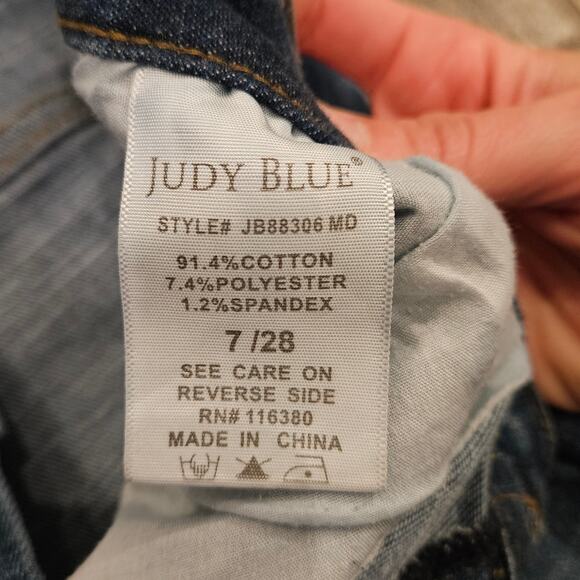 JUDY BLUE®
STYLE# JB88306 MD
91.4%COTTON
7.4%POLYESTER
1.2%SPANDEX
7 /28
SEE CARE ON
REVERSE SIDE
RN# 116380
MADE IN CHINA